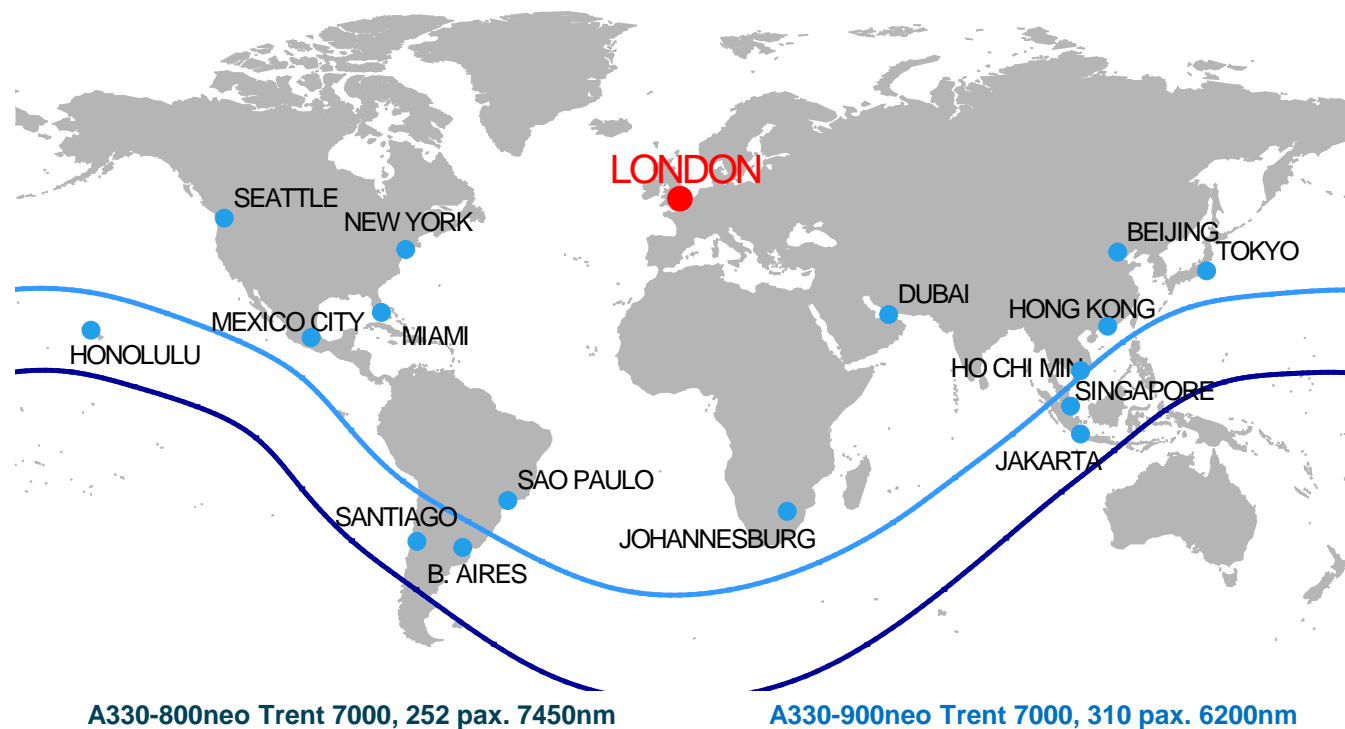 LONDON
SEATTLE
NEW YORK
BEIJING
TOKYO
DUBAI
HONG KONG
MEXICO CITY
MIAMI
HONOLULU
HO CHI MIN
SINGAPORE
JAKARTA
SAO PAULO
SANTIAGO
JOHANNESBURG
B. AIRES
A330-800neo Trent 7000, 252 pax. 7450nm
A330-900neo Trent 7000, 310 pax. 6200nm